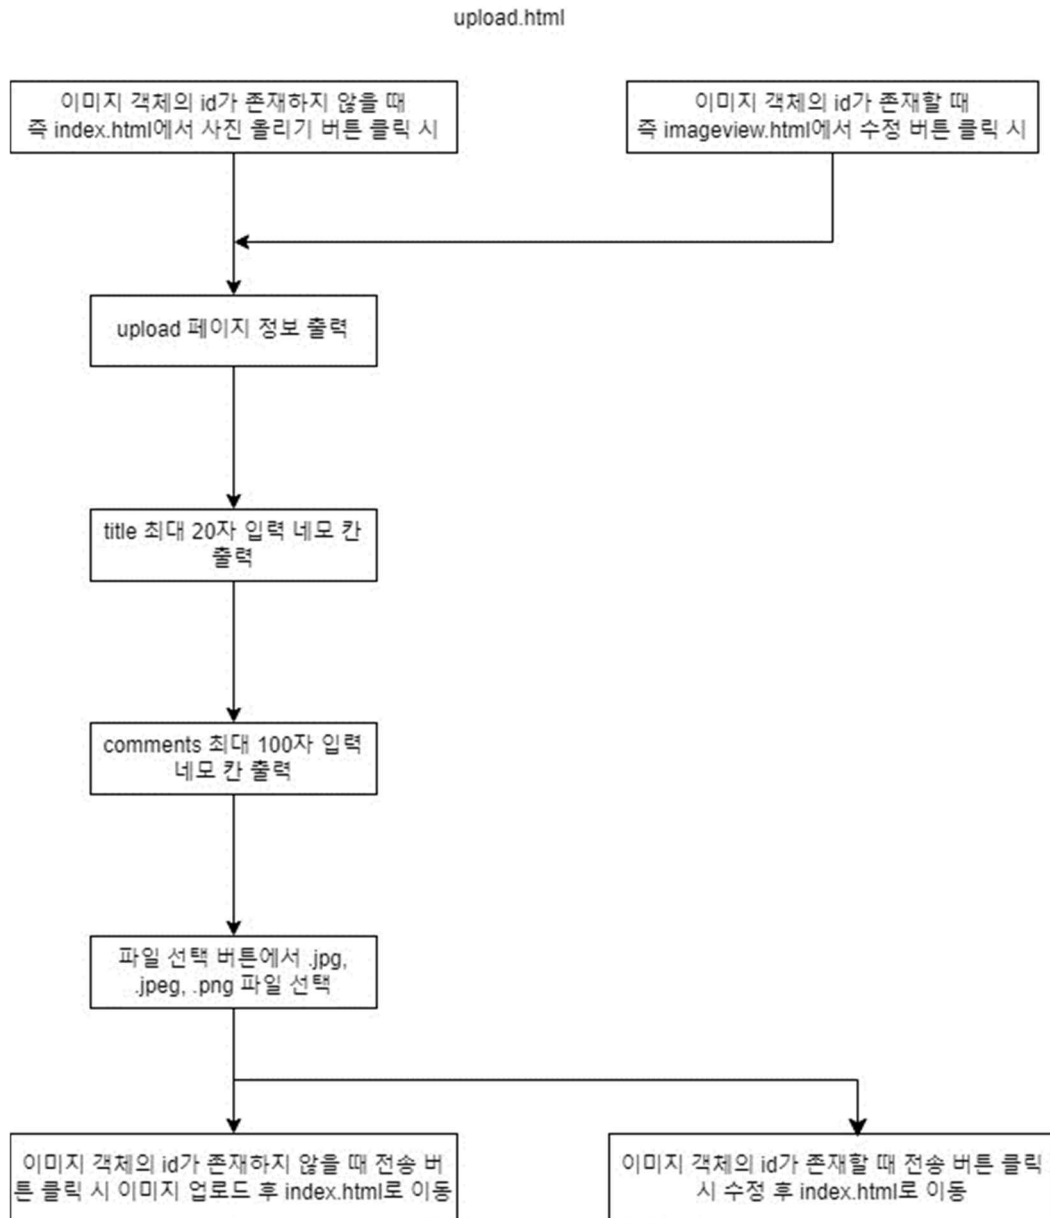 upload.html
이미지 객체의 id가 존재하지 않을 때
즉 index.html에서 사진 올리기 버튼 클릭 시
이미지 객체의 id가 존재할 때
즉 imageview.html에서 수정 버튼 클릭 시
upload 페이지 정보 출력
title 최대 20자 입력 네모 칸
출력
comments 최대 100자 입력
네모 칸 출력
파일 선택 버튼에서 .jpg,
.jpeg, .png 파일 선택
이미지 객체의 id가 존재하지 않을 때 전송 버
튼 클릭 시 이미지 업로드 후 index.html로 이동
이미지 객체의 id가 존재할 때 전송 버튼 클릭
시 수정 후 index.html로 이동